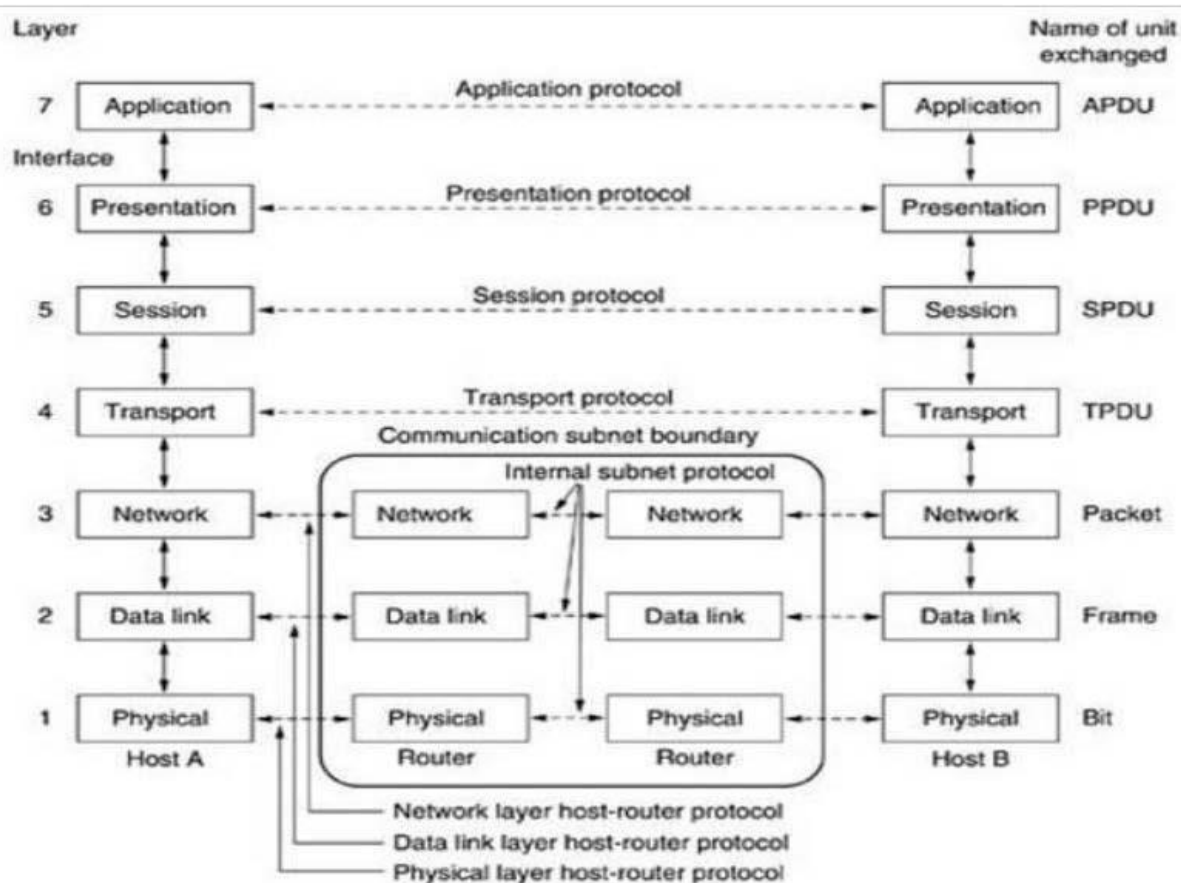 Layer
Name of unit
exchanged
7 Application Application protocol Application APDU
Interface
6 Presentation Presentation protocol Presentation PPDU
5 Session Session protocol Session SPDU
4 Transport Transport protocol Transport TPDU
Communication subnet boundary
Internal subnet protocol
3 Network Network Network Network Packet
2 Data link Data link Data link Data link Frame
1 Physical Physical Physical Physical Bit
Host A Router Router Host B
Network layer host-router protocol
Data link layer host-router protocol
Physical layer host-router protocol